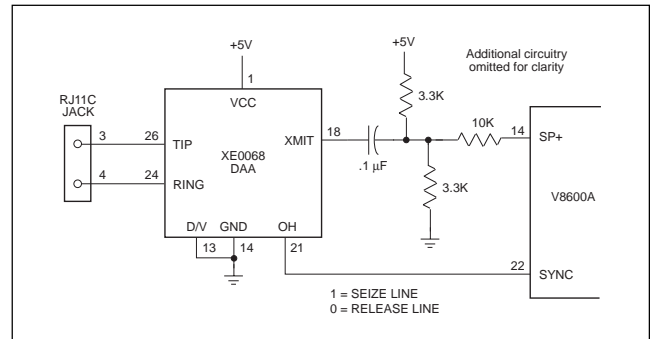 +5V
+5V
Additional circuitry
omitted for clarity
1
3.3K
RJ11C
JACK
VCC
10K
3
26
TIP
XMIT
18
14
SP+
XE0068
DAA
.1 µF
4
24
RING
3.3K
V8600A
D/V
GND
OH
13
14
21
22
SYNC
1 = SEIZE LINE
0 = RELEASE LINE